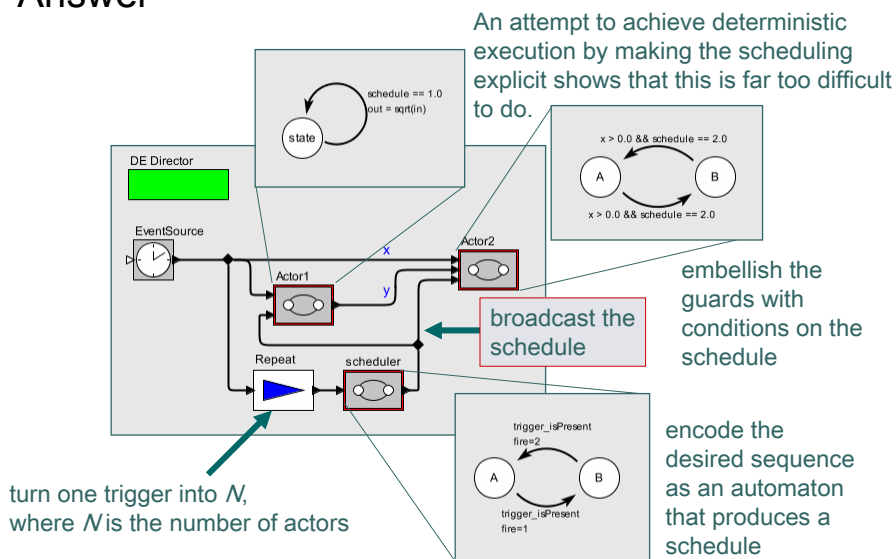 Answer
An attempt to achieve deterministic
execution by making the scheduling
explicit shows that this is far too difficult
to do.
schedule == 1.0
out = sqrt(in)
state
x > 0.0 && schedule == 2.0
A
B
x > 0.0 && schedule == 2.0
DE Director
EventSource
x
Actor2
Actor1
y
embellish the
guards with
conditions on the
schedule
broadcast the
schedule
Repeat
scheduler
trigger_isPresent
fire=2
A
B
trigger_isPresent
fire=1
encode the
desired sequence
as an automaton
that produces a
schedule
turn one trigger into N,
where N is the number of actors